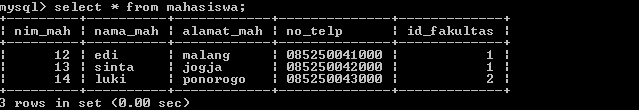 mysql> select * from mahasiswa;
+---------+----------+------------+--------------+-------------+
| nim_mah | nama_mah | alamat_mah | no_telp      | id_fakultas |
+---------+----------+------------+--------------+-------------+
|      12 | edi      | malang     | 085250041000 |           1 |
|      13 | sinta    | jogja      | 085250042000 |           1 |
|      14 | luki     | ponorogo   | 085250043000 |           2 |
+---------+----------+------------+--------------+-------------+
3 rows in set (0.00 sec)